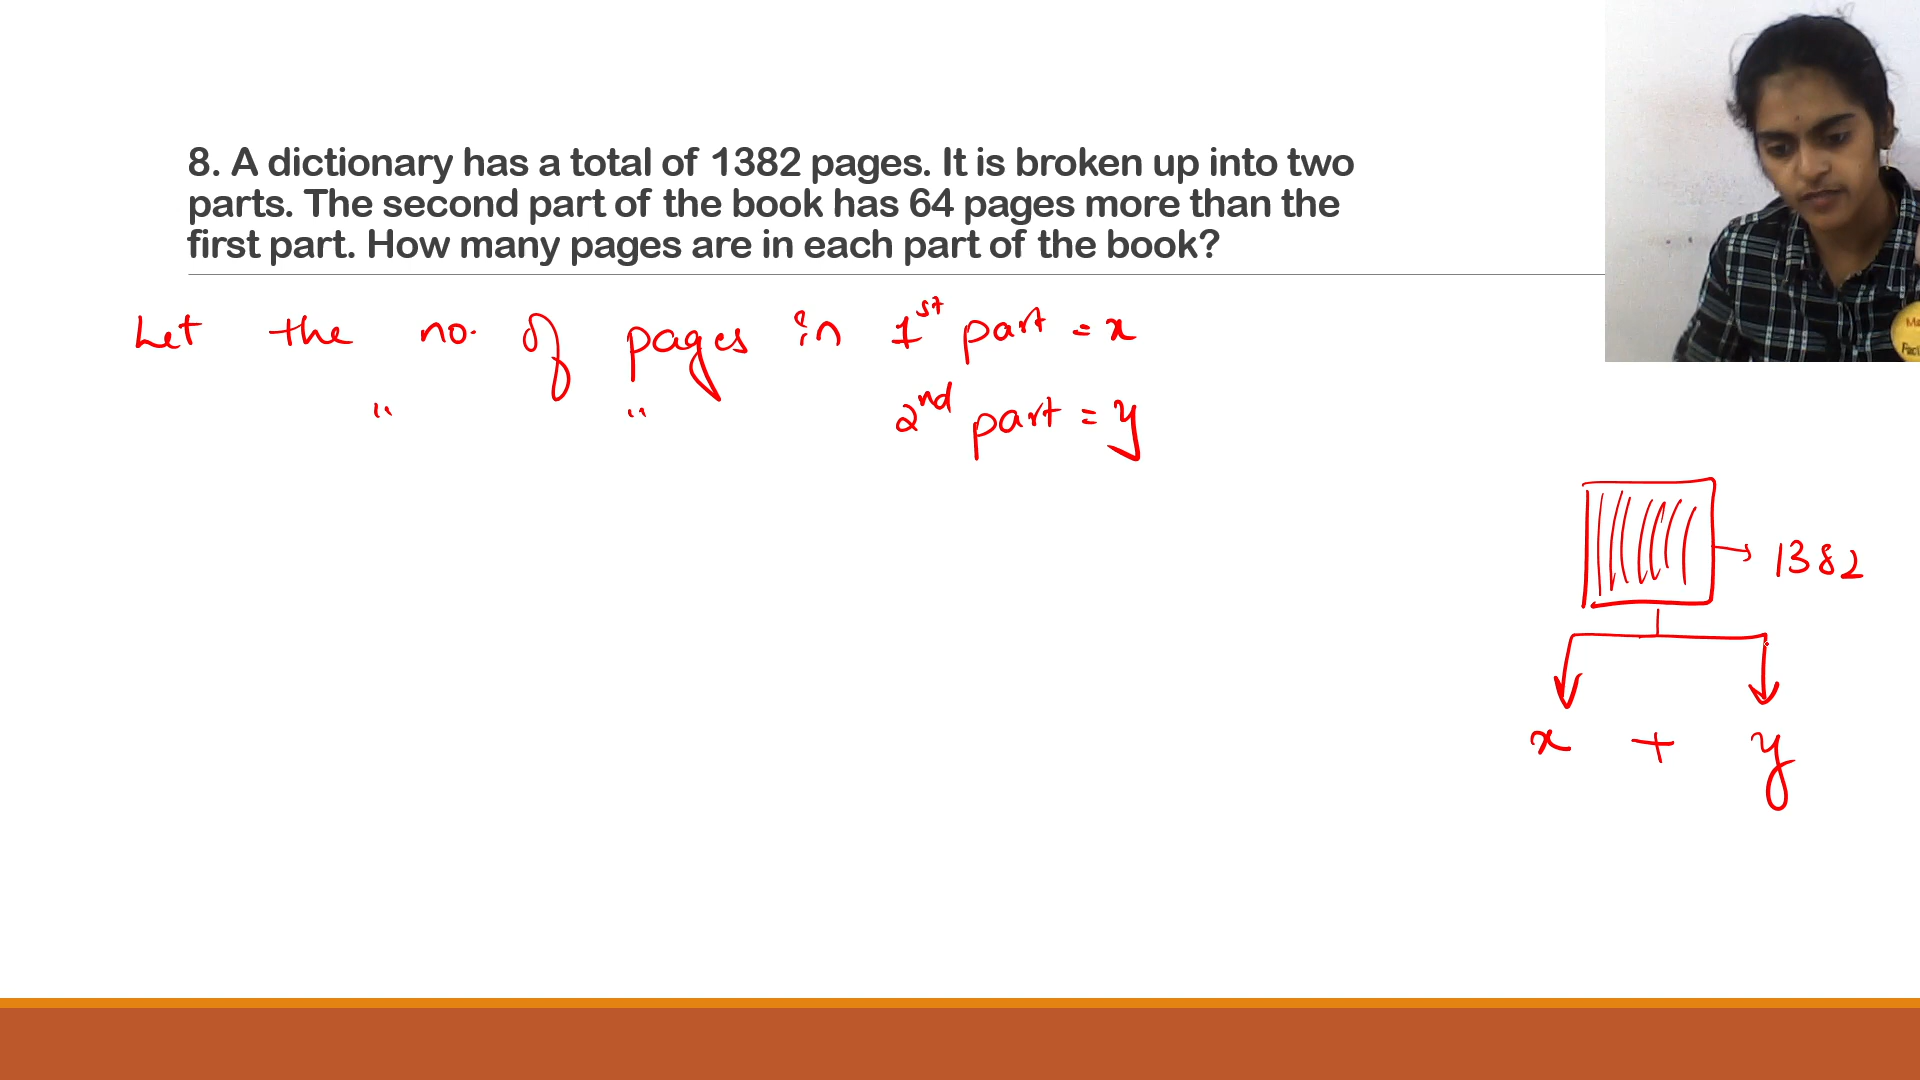 8. A dictionary has a total of 1382 pages. It is broken up into two
parts. The second part of the book has 64 pages more than the
first part. How many pages are in each part of the book?
Let the no. of pages in 1st part = x
" " 2nd part = y
1382
x + y